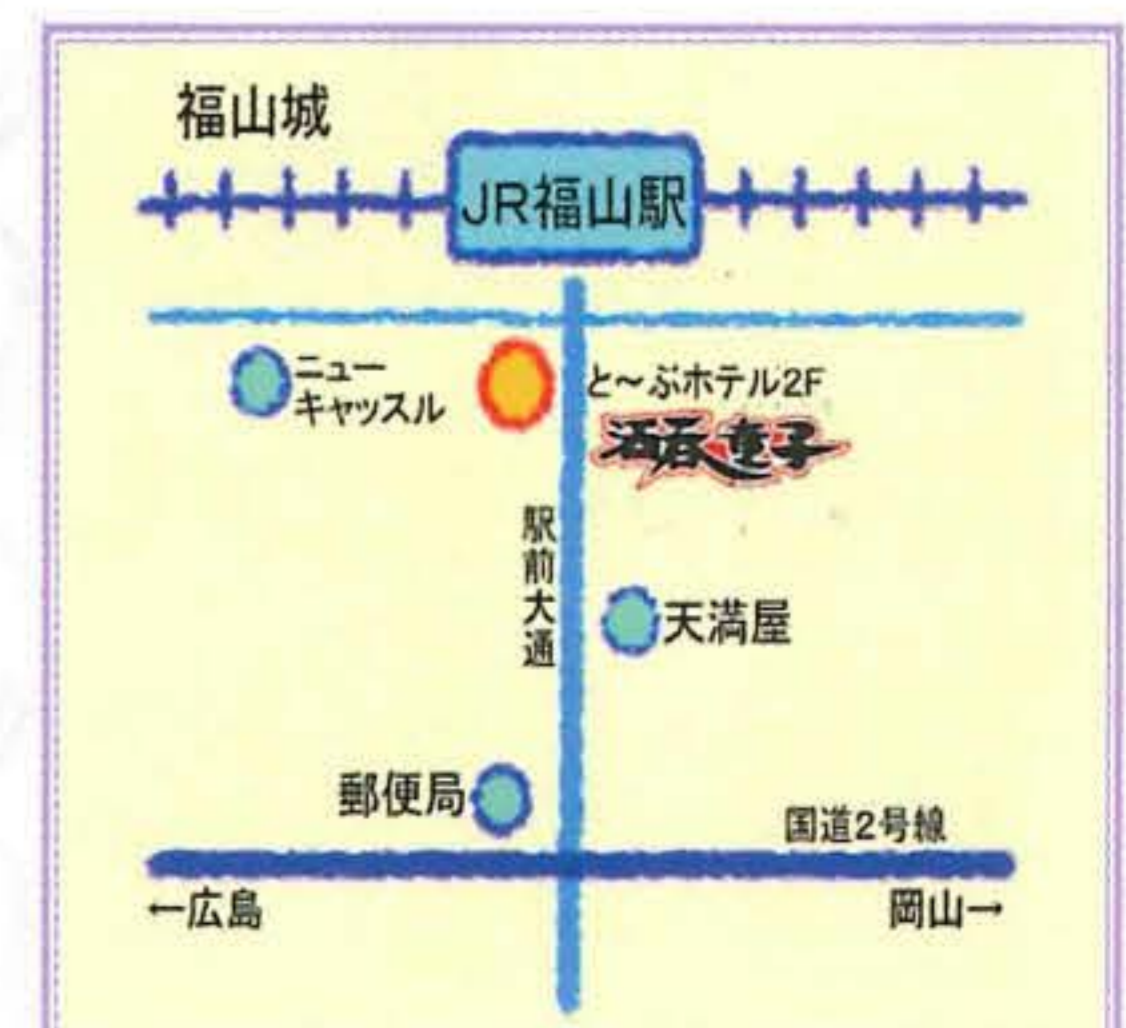 福山城
JR福山駅
ニュー
キャッスル
と～ぶホテル2F
酒呑童子
駅前大通
天満屋
郵便局
国道2号線
←広島
岡山→